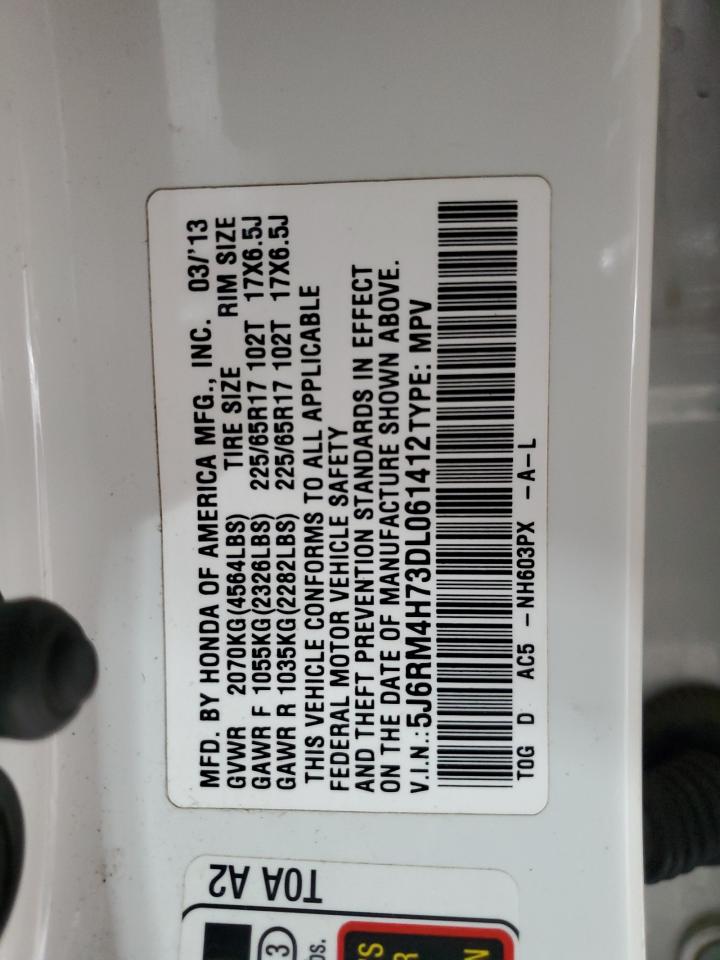 MFD. BY HONDA OF AMERICA MFG., INC. 03/'13
GVWR 2070KG(4564LBS) TIRE SIZE RIM SIZE
GAWR F 1055KG(2326LBS) 225/65R17 102T 17X6.5J
GAWR R 1035KG(2282LBS) 225/65R17 102T 17X6.5J
THIS VEHICLE CONFORMS TO ALL APPLICABLE
FEDERAL MOTOR VEHICLE SAFETY
AND THEFT PREVENTION STANDARDS IN EFFECT
ON THE DATE OF MANUFACTURE SHOWN ABOVE.
V.I.N.:5J6RM4H73DL061412 TYPE: MPV
TOG D AC5 -NH603PX -A-L
TOA A2
3